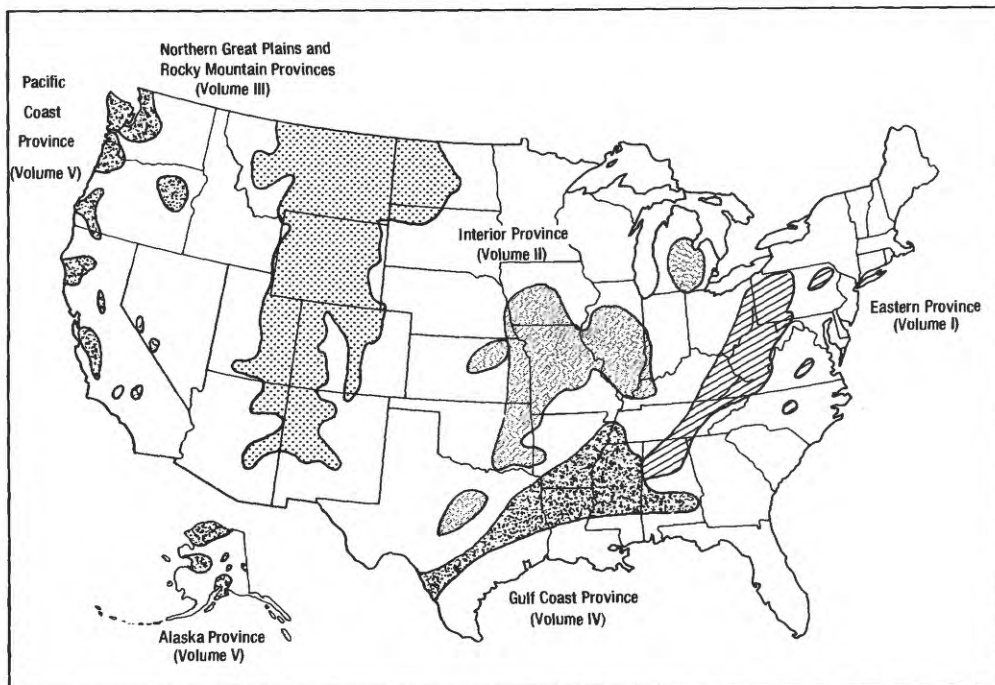 Northern Great Plains and
Rocky Mountain Provinces
(Volume III)
Pacific
Coast
Province
(Volume V)
Interior Province
(Volume II)
Eastern Province
(Volume I)
Gulf Coast Province
(Volume IV)
Alaska Province
(Volume V)